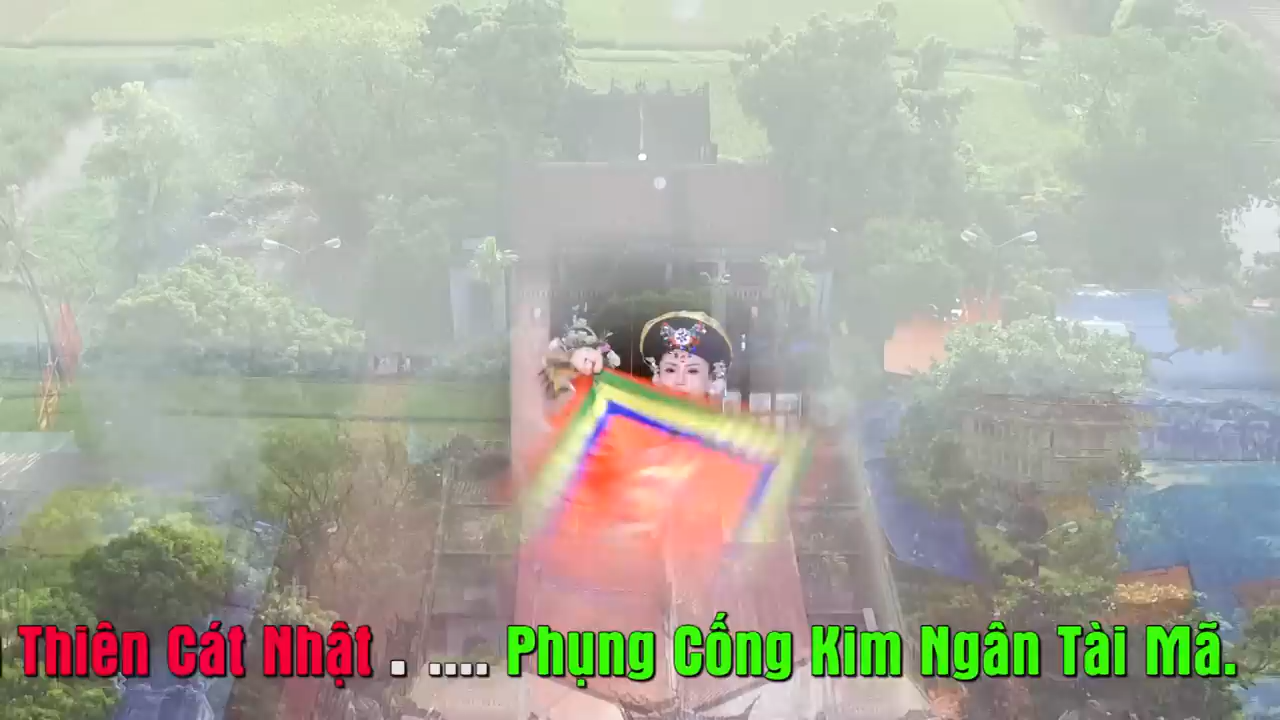 Thiên Cát Nhật . .... Phụng Cống Kim Ngân Tài Mã.